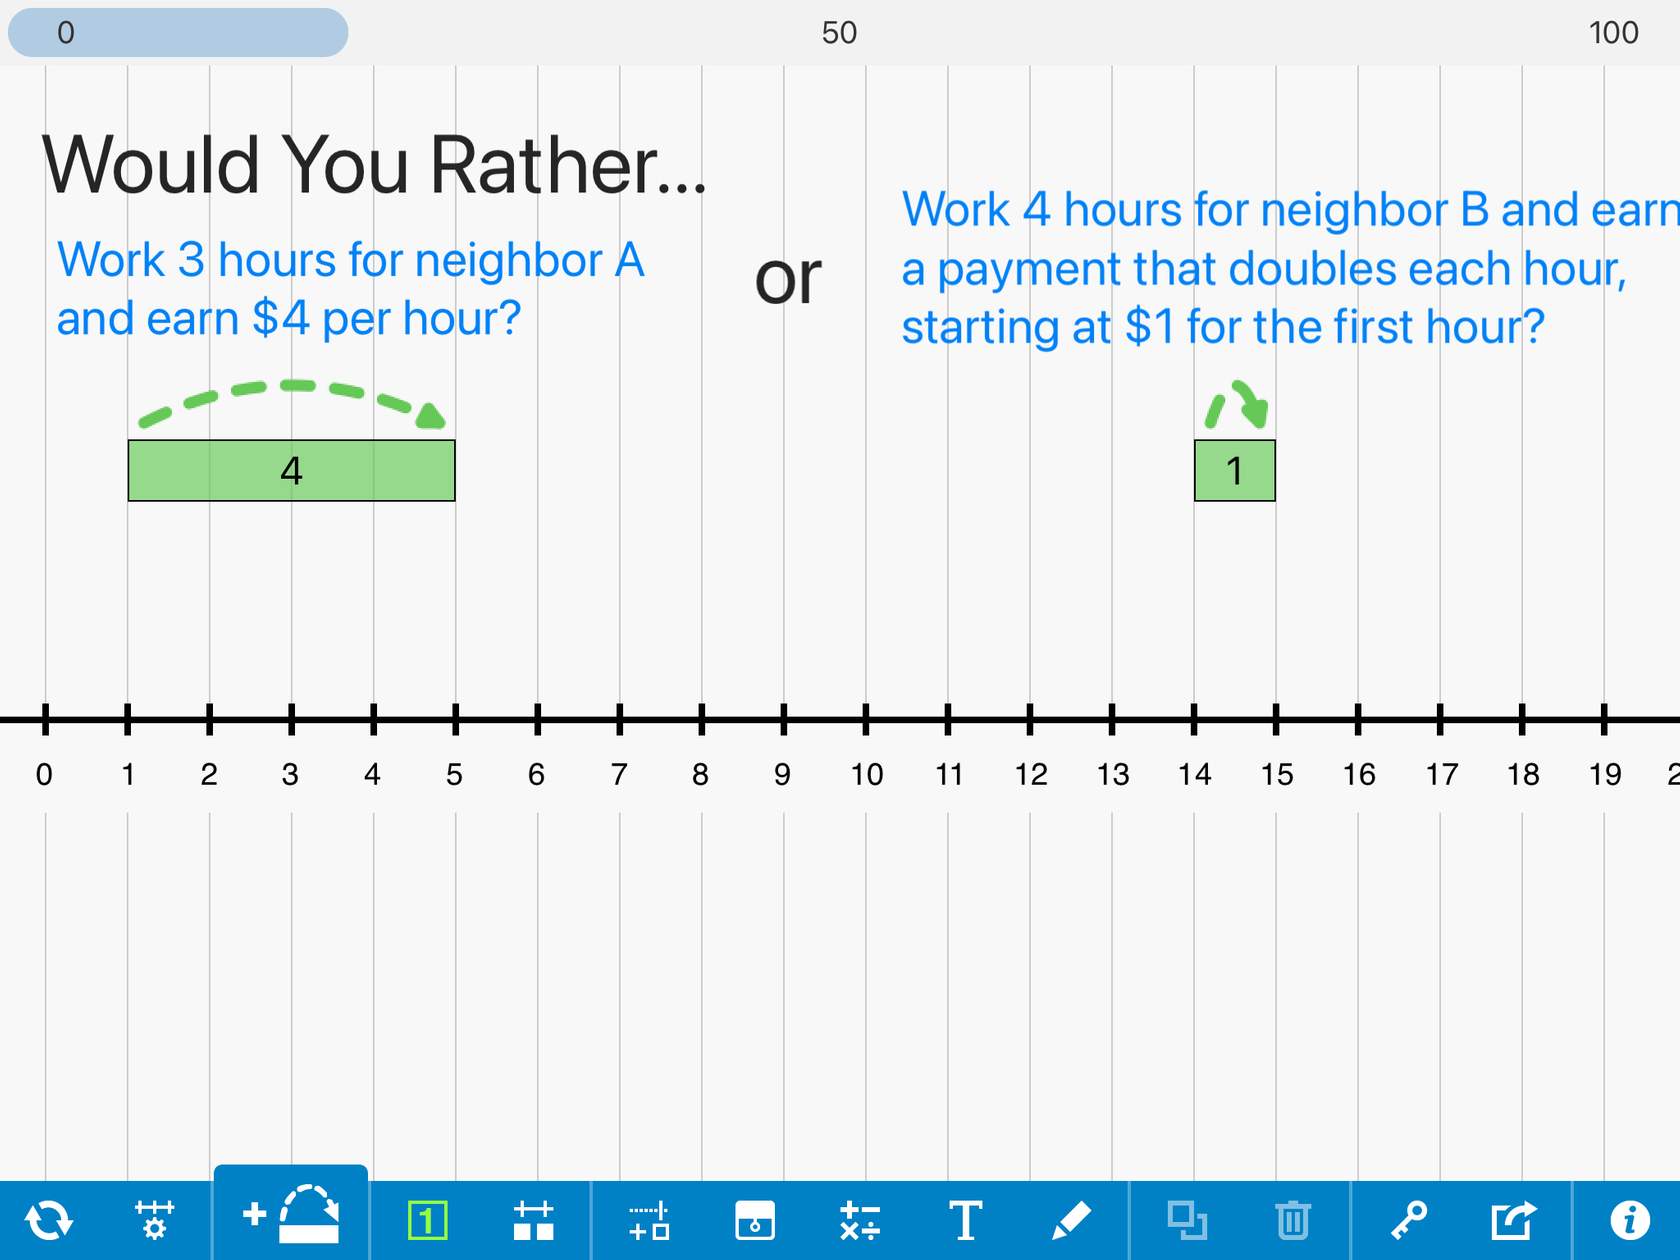 0 50 100
Would You Rather...
Work 3 hours for neighbor A
and earn $4 per hour?
or
Work 4 hours for neighbor B and earn
a payment that doubles each hour,
starting at $1 for the first hour?
4
1
0 1 2 3 4 5 6 7 8 9 10 11 12 13 14 15 16 17 18 19 2
1
T